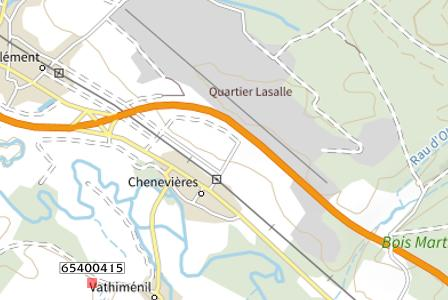 lément
Quartier Lasalle
Rau d'O
Chenevières
Bois Mart
65400415
Vathiménil